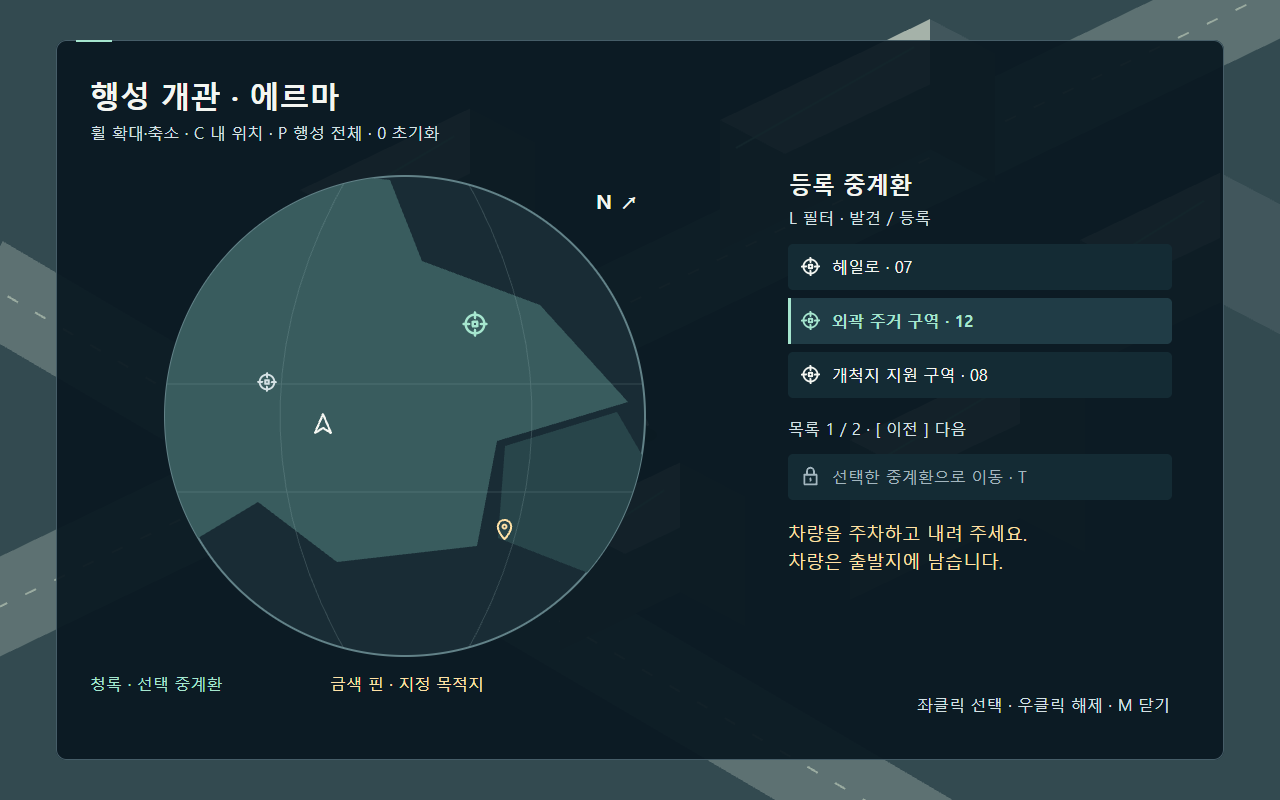 행성 개관 · 에르마
휠 확대·축소 · C 내 위치 · P 행성 전체 · 0 초기화
N ↗
등록 중계환
L 필터 · 발견 / 등록
헤일로 · 07
외곽 주거 구역 · 12
개척지 지원 구역 · 08
목록 1 / 2 · [ 이전 ] 다음
선택한 중계환으로 이동 · T
차량을 주차하고 내려 주세요.
차량은 출발지에 남습니다.
청록 · 선택 중계환
금색 핀 · 지정 목적지
좌클릭 선택 · 우클릭 해제 · M 닫기